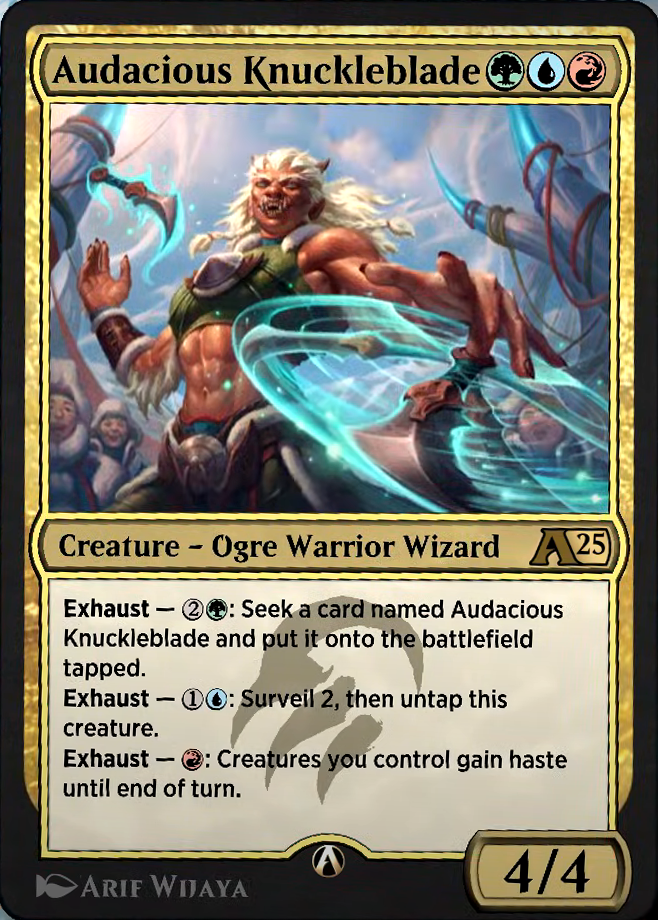 Audacious Knuckleblade
Creature – Ogre Warrior Wizard A25
Exhaust — 2: Seek a card named Audacious
Knuckleblade and put it onto the battlefield
tapped.
Exhaust — 1: Surveil 2, then untap this
creature.
Exhaust — : Creatures you control gain haste
until end of turn.
4/4
Arif Wijaya